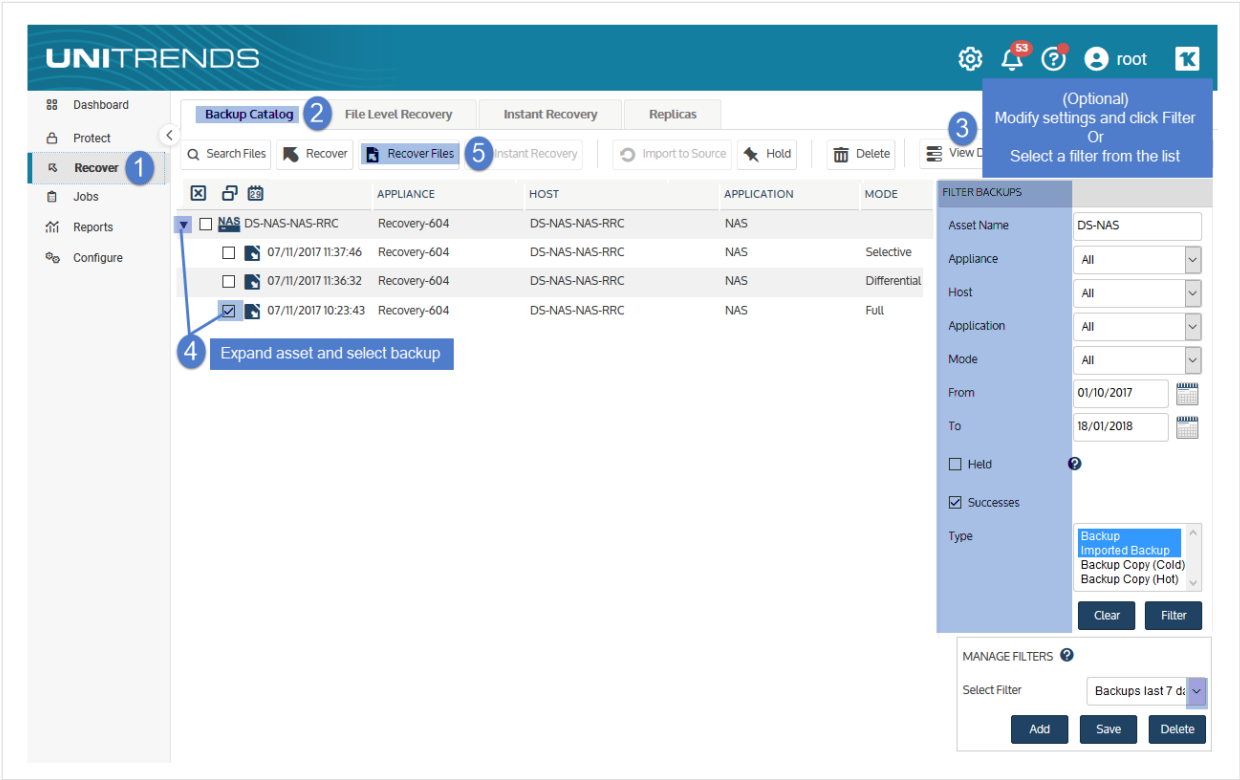 UNITRENDS
53
root
Dashboard
Protect
Recover 1
Jobs
Reports
Configure
Backup Catalog 2 File Level Recovery Instant Recovery Replicas
3 (Optional)
Modify settings and click Filter
Or
Select a filter from the list
Search Files Recover Recover Files 5 Instant Recovery Import to Source Hold Delete View D
29 APPLIANCE HOST APPLICATION MODE
NAS DS-NAS-NAS-RRC Recovery-604 DS-NAS-NAS-RRC NAS
07/11/2017 11:37:46 Recovery-604 DS-NAS-NAS-RRC NAS Selective
07/11/2017 11:36:32 Recovery-604 DS-NAS-NAS-RRC NAS Differential
07/11/2017 10:23:43 Recovery-604 DS-NAS-NAS-RRC NAS Full
4 Expand asset and select backup
FILTER BACKUPS
Asset Name DS-NAS
Appliance All
Host All
Application All
Mode All
From 01/10/2017
To 18/01/2018
Held
Successes
Type Backup
Imported Backup
Backup Copy (Cold)
Backup Copy (Hot)
Clear Filter
MANAGE FILTERS
Select Filter Backups last 7 da
Add Save Delete